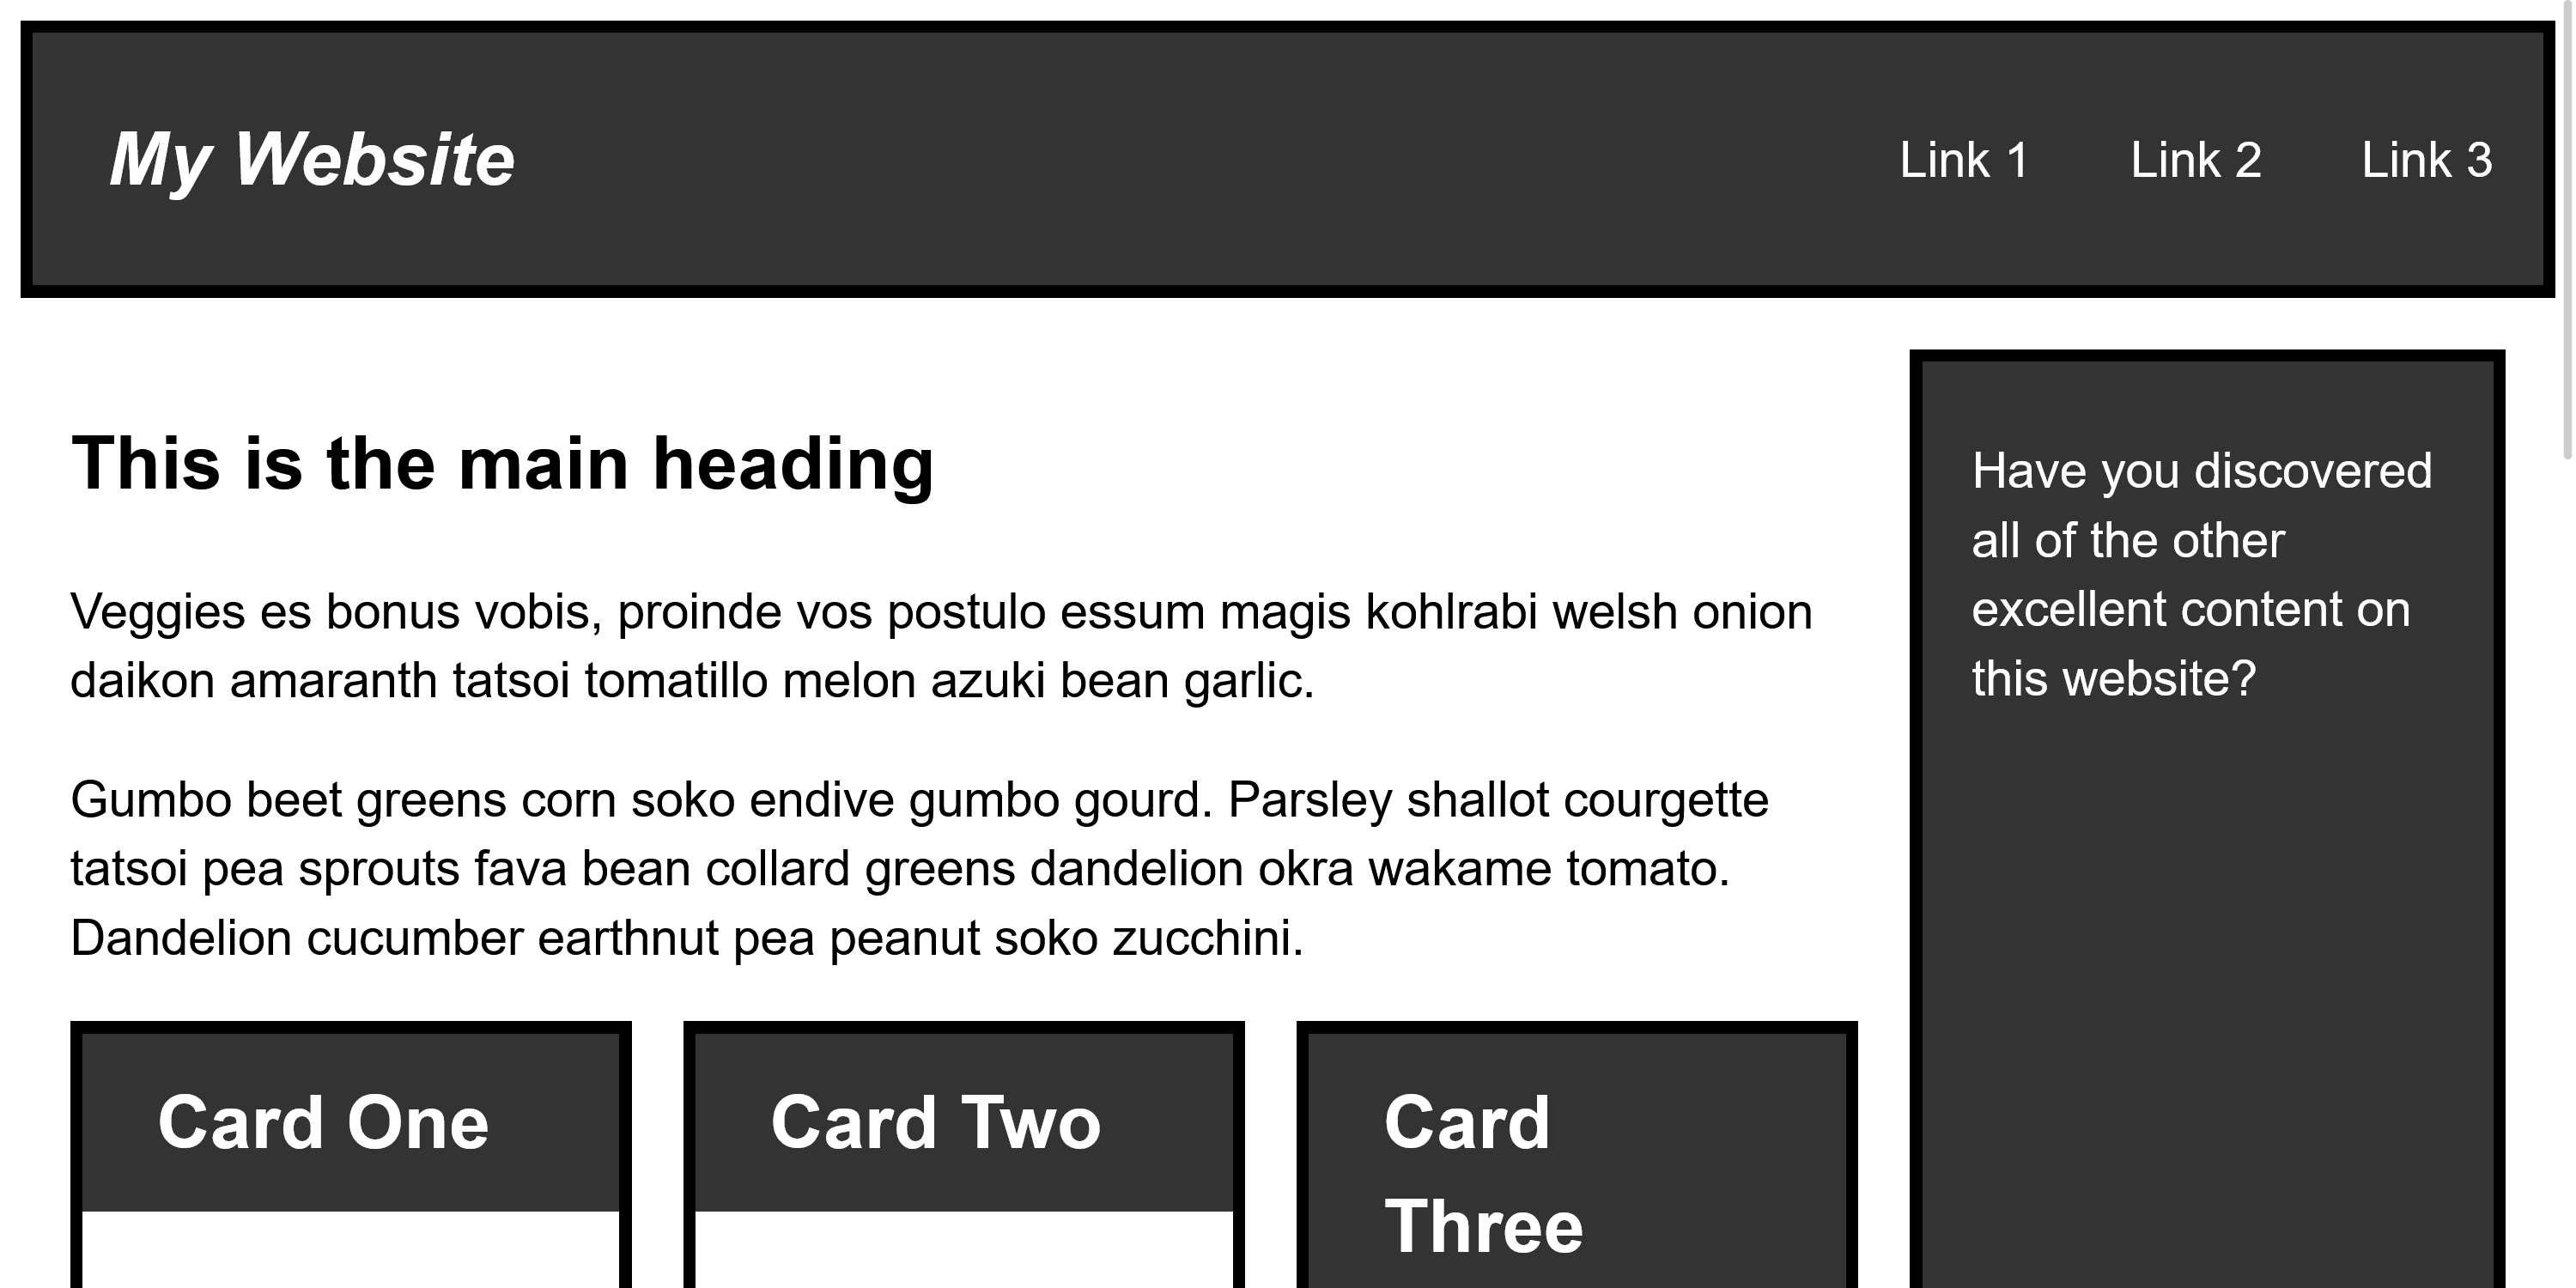 My Website
Link 1 Link 2 Link 3
This is the main heading
Veggies es bonus vobis, proinde vos postulo essum magis kohlrabi welsh onion
daikon amaranth tatsoi tomatillo melon azuki bean garlic.
Gumbo beet greens corn soko endive gumbo gourd. Parsley shallot courgette
tatsoi pea sprouts fava bean collard greens dandelion okra wakame tomato.
Dandelion cucumber earthnut pea peanut soko zucchini.
Card One
Card Two
Card
Three
Have you discovered
all of the other
excellent content on
this website?